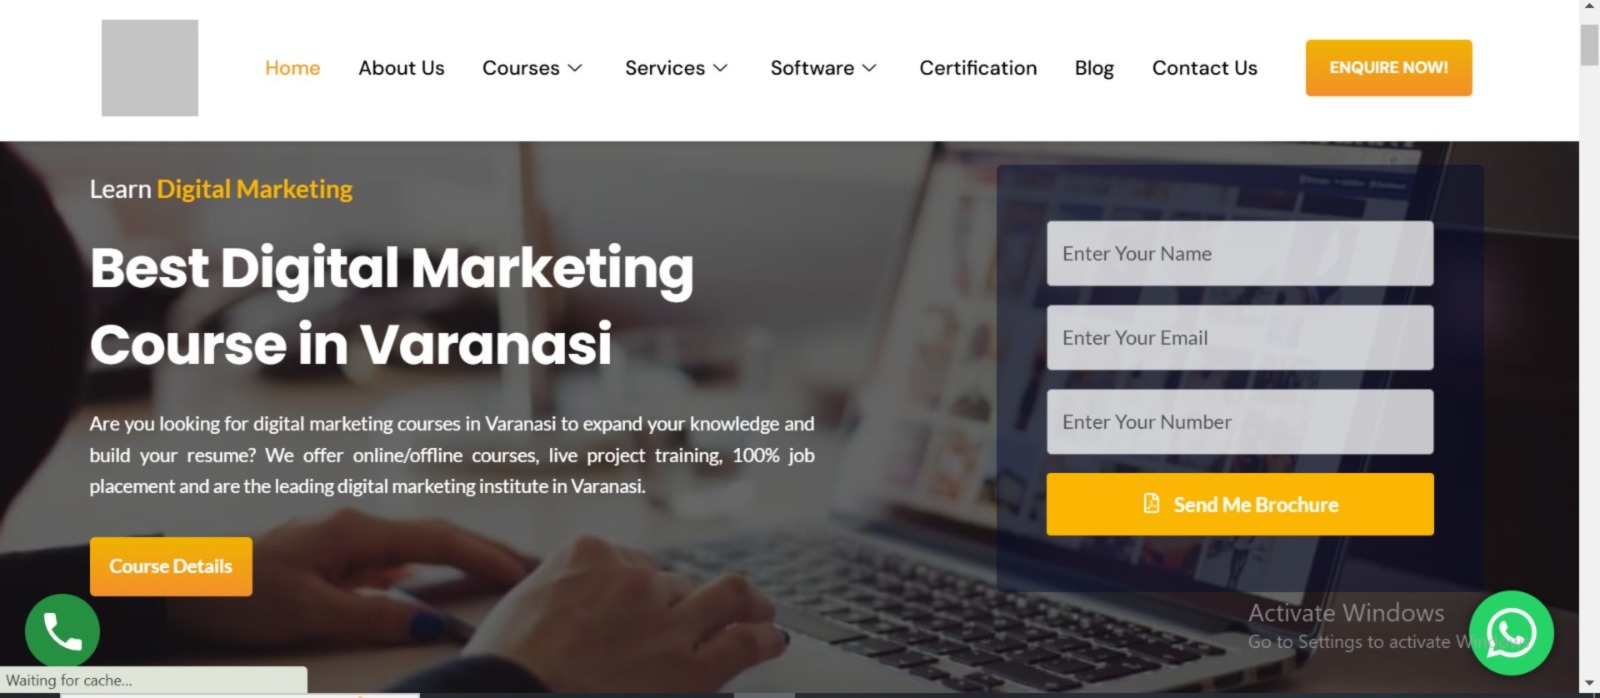 Home
About Us
Courses
Services
Software
Certification
Blog
Contact Us
ENQUIRE NOW!
Learn Digital Marketing
Best Digital Marketing
Course in Varanasi
Are you looking for digital marketing courses in Varanasi to expand your knowledge and
build your resume? We offer online/offline courses, live project training, 100% job
placement and are the leading digital marketing institute in Varanasi.
Course Details
Enter Your Name
Enter Your Email
Enter Your Number
Send Me Brochure
Activate Windows
Go to Settings to activate
Waiting for cache...